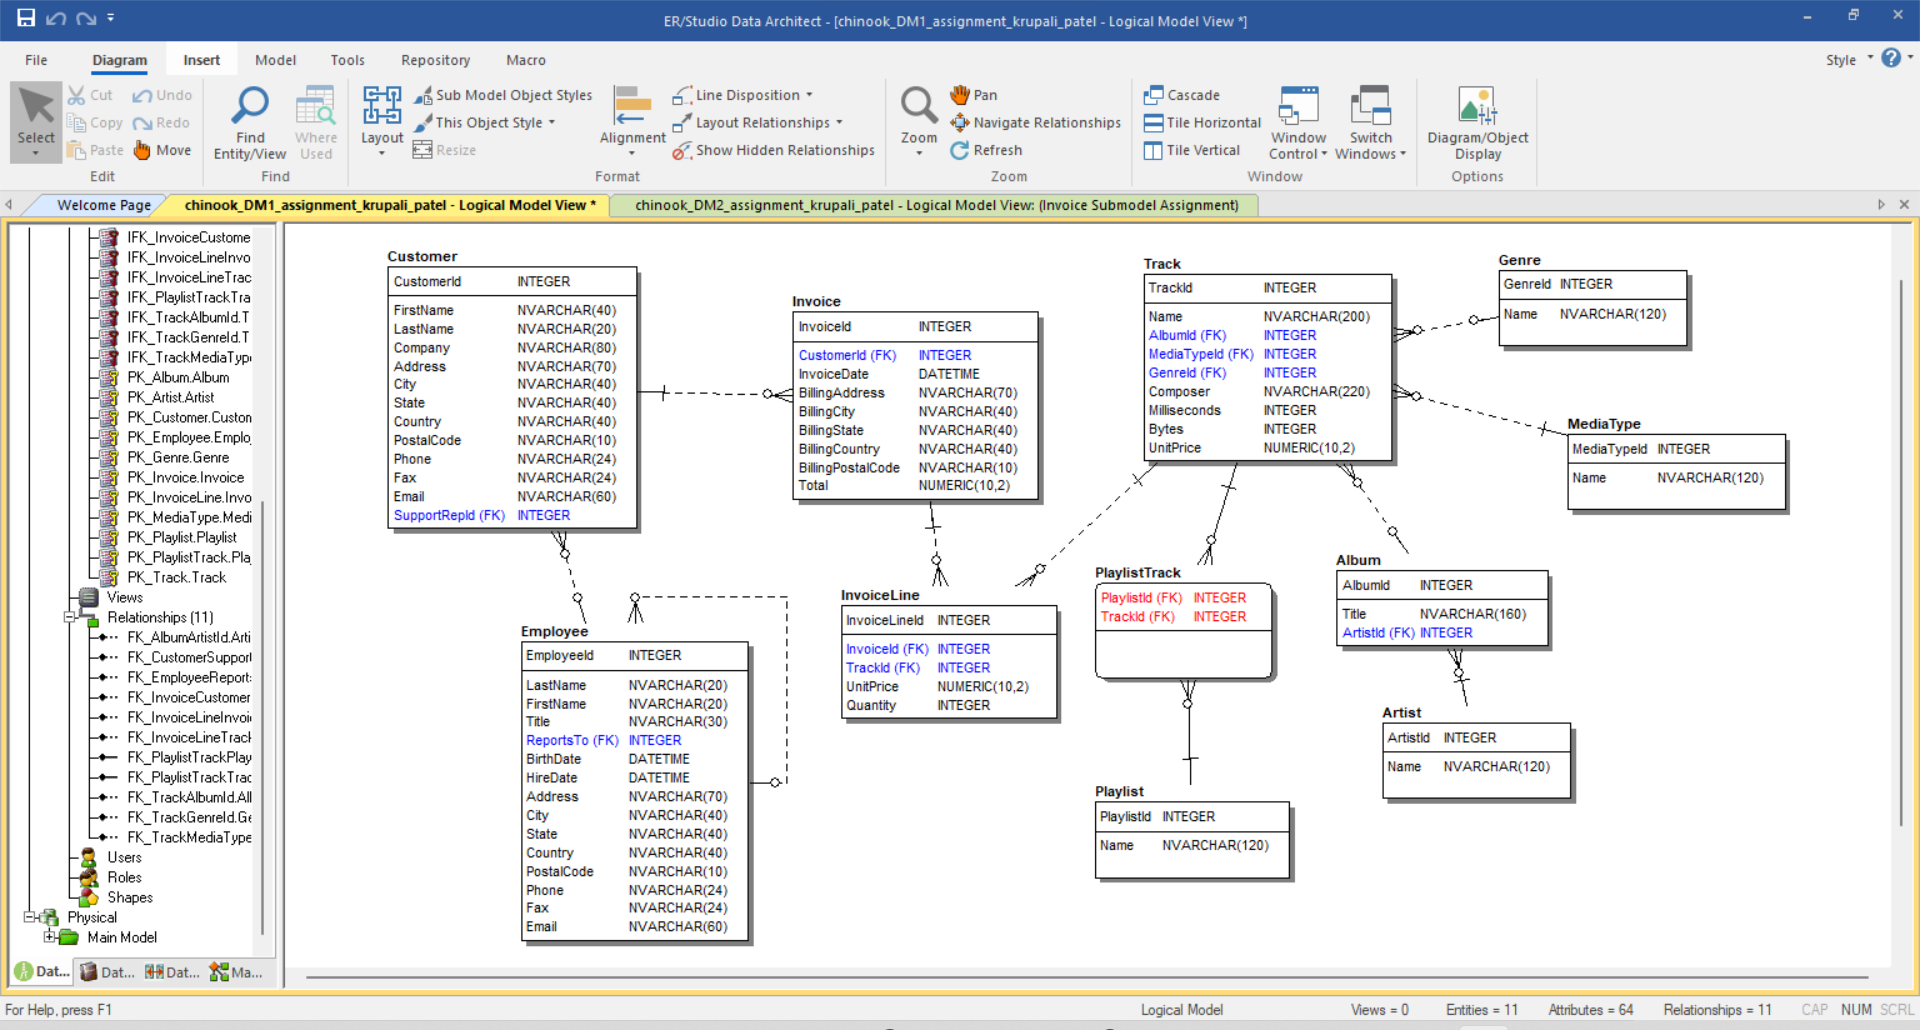 ER/Studio Data Architect - [chinook_DM1_assignment_krupali_patel - Logical Model View *]
File Diagram Insert Model Tools Repository Macro Style
Select
Cut
Copy
Paste
Undo
Redo
Move
Edit
Find Entity/View
Where Used
Find
Layout
Sub Model Object Styles
This Object Style
Resize
Alignment
Line Disposition
Layout Relationships
Show Hidden Relationships
Format
Zoom
Pan
Navigate Relationships
Refresh
Zoom
Cascade
Tile Horizontal
Tile Vertical
Window Control
Switch Windows
Window
Diagram/Object Display
Options
Welcome Page
chinook_DM1_assignment_krupali_patel - Logical Model View *
chinook_DM2_assignment_krupali_patel - Logical Model View: (Invoice Submodel Assignment)
IFK_InvoiceCustome
IFK_InvoiceLineInvo
IFK_InvoiceLineTrac
IFK_PlaylistTrackTra
IFK_TrackAlbumId.T
IFK_TrackGenreId.T
IFK_TrackMediaTyp
PK_Album.Album
PK_Artist.Artist
PK_Customer.Custon
PK_Employee.Emplo
PK_Genre.Genre
PK_Invoice.Invoice
PK_InvoiceLine.Invo
PK_MediaType.Medi
PK_Playlist.Playlist
PK_PlaylistTrack.Pla
PK_Track.Track
Views
Relationships (11)
FK_AlbumArtistId.Arti
FK_CustomerSuppor
FK_EmployeeReport
FK_InvoiceCustomer
FK_InvoiceLineInvoi
FK_InvoiceLineTrac
FK_PlaylistTrackPlay
FK_PlaylistTrackTrac
FK_TrackAlbumId.Al
FK_TrackGenreId.Ge
FK_TrackMediaType
Users
Roles
Shapes
Physical
Main Model
Dat... Dat... Dat... Ma...
Customer
CustomerId INTEGER
FirstName NVARCHAR(40)
LastName NVARCHAR(20)
Company NVARCHAR(80)
Address NVARCHAR(70)
City NVARCHAR(40)
State NVARCHAR(40)
Country NVARCHAR(40)
PostalCode NVARCHAR(10)
Phone NVARCHAR(24)
Fax NVARCHAR(24)
Email NVARCHAR(60)
SupportRepId (FK) INTEGER
Invoice
InvoiceId INTEGER
CustomerId (FK) INTEGER
InvoiceDate DATETIME
BillingAddress NVARCHAR(70)
BillingCity NVARCHAR(40)
BillingState NVARCHAR(40)
BillingCountry NVARCHAR(40)
BillingPostalCode NVARCHAR(10)
Total NUMERIC(10,2)
Track
TrackId INTEGER
Name NVARCHAR(200)
AlbumId (FK) INTEGER
MediaTypeId (FK) INTEGER
GenreId (FK) INTEGER
Composer NVARCHAR(220)
Milliseconds INTEGER
Bytes INTEGER
UnitPrice NUMERIC(10,2)
Genre
GenreId INTEGER
Name NVARCHAR(120)
MediaType
MediaTypeId INTEGER
Name NVARCHAR(120)
Employee
EmployeeId INTEGER
LastName NVARCHAR(20)
FirstName NVARCHAR(20)
Title NVARCHAR(30)
ReportsTo (FK) INTEGER
BirthDate DATETIME
HireDate DATETIME
Address NVARCHAR(70)
City NVARCHAR(40)
State NVARCHAR(40)
Country NVARCHAR(40)
PostalCode NVARCHAR(10)
Phone NVARCHAR(24)
Fax NVARCHAR(24)
Email NVARCHAR(60)
InvoiceLine
InvoiceLineId INTEGER
InvoiceId (FK) INTEGER
TrackId (FK) INTEGER
UnitPrice NUMERIC(10,2)
Quantity INTEGER
PlaylistTrack
PlaylistId (FK) INTEGER
TrackId (FK) INTEGER
Album
AlbumId INTEGER
Title NVARCHAR(160)
ArtistId (FK) INTEGER
Artist
ArtistId INTEGER
Name NVARCHAR(120)
Playlist
PlaylistId INTEGER
Name NVARCHAR(120)
For Help, press F1 Logical Model Views = 0 Entities = 11 Attributes = 64 Relationships = 11 CAP NUM SCRL